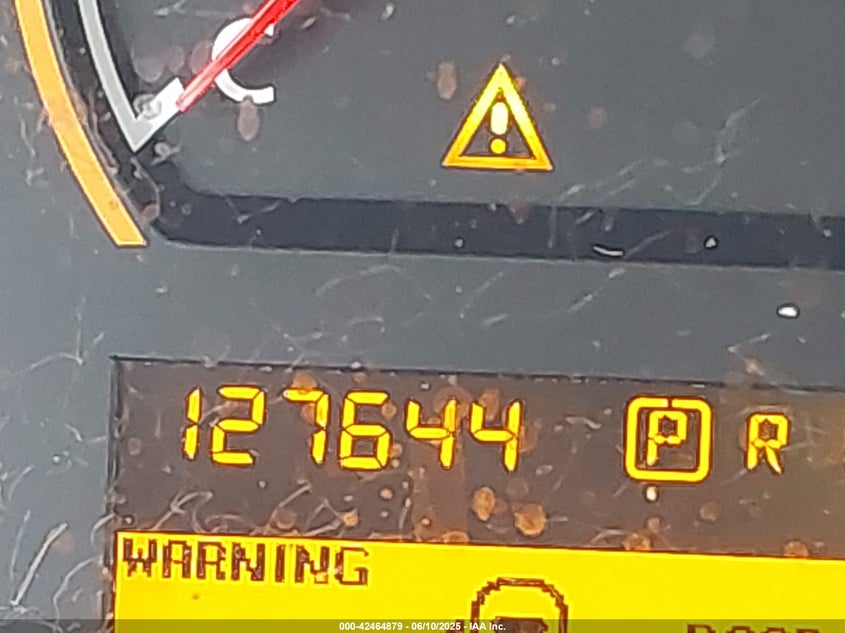 C
127644 P R
WARNING
000-42464879 - 06/10/2025 - IAA Inc.